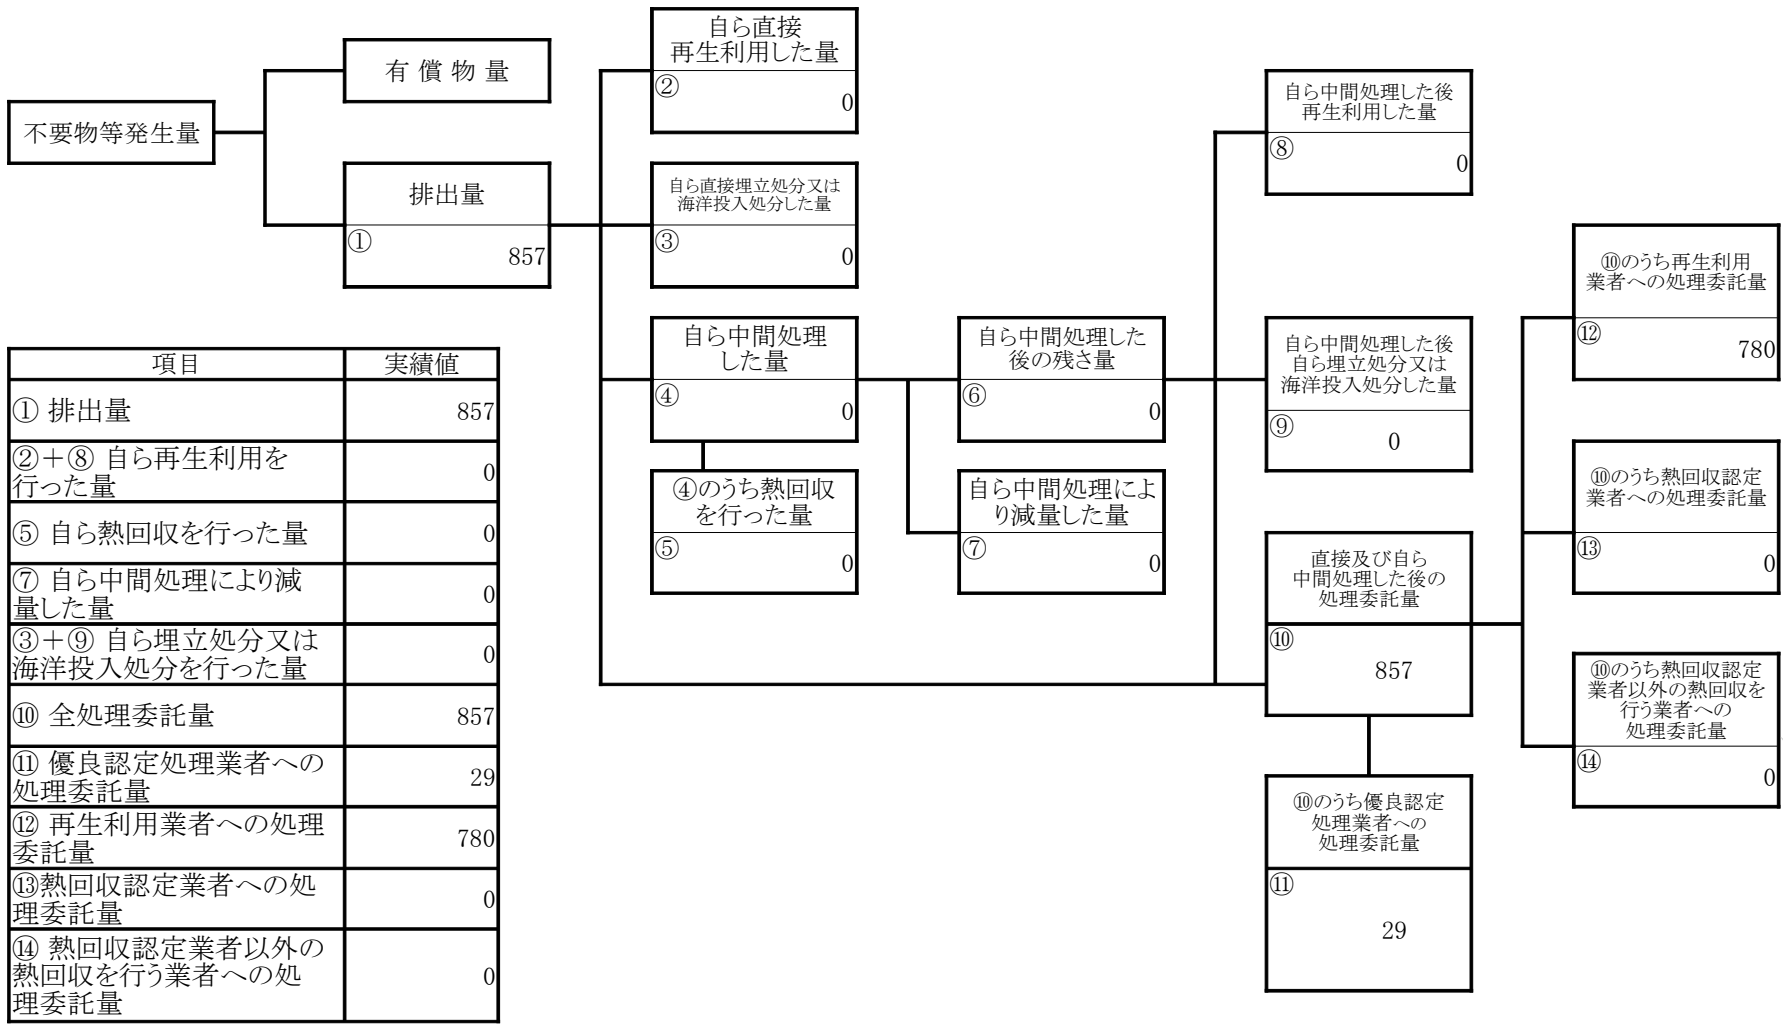 不要物等発生量
有 償 物 量
排出量
①
857
自ら直接
再生利用した量
②
0
自ら直接埋立処分又は
海洋投入処分した量
③
0
自ら中間処理
した量
④
0
④のうち熱回収
を行った量
⑤
0
自ら中間処理した
後の残さ量
⑥
0
自ら中間処理によ
り減量した量
⑦
0
自ら中間処理した後
再生利用した量
⑧
0
自ら中間処理した後
自ら埋立処分又は
海洋投入処分した量
⑨
0
直接及び自ら
中間処理した後の
処理委託量
⑩
857
⑩のうち優良認定
処理業者への
処理委託量
⑪
29
⑩のうち再生利用
業者への処理委託量
⑫
780
⑩のうち熱回収認定
業者への処理委託量
⑬
0
⑩のうち熱回収認定
業者以外の熱回収を
行う業者への
処理委託量
⑭
0
項目 実績値
① 排出量 857
②＋⑧ 自ら再生利用を
行った量 0
⑤ 自ら熱回収を行った量 0
⑦ 自ら中間処理により減
量した量 0
③＋⑨ 自ら埋立処分又は
海洋投入処分を行った量 0
⑩ 全処理委託量 857
⑪ 優良認定処理業者への
処理委託量 29
⑫ 再生利用業者への処理
委託量 780
⑬熱回収認定業者への処
理委託量 0
⑭ 熱回収認定業者以外の
熱回収を行う業者への処
理委託量 0